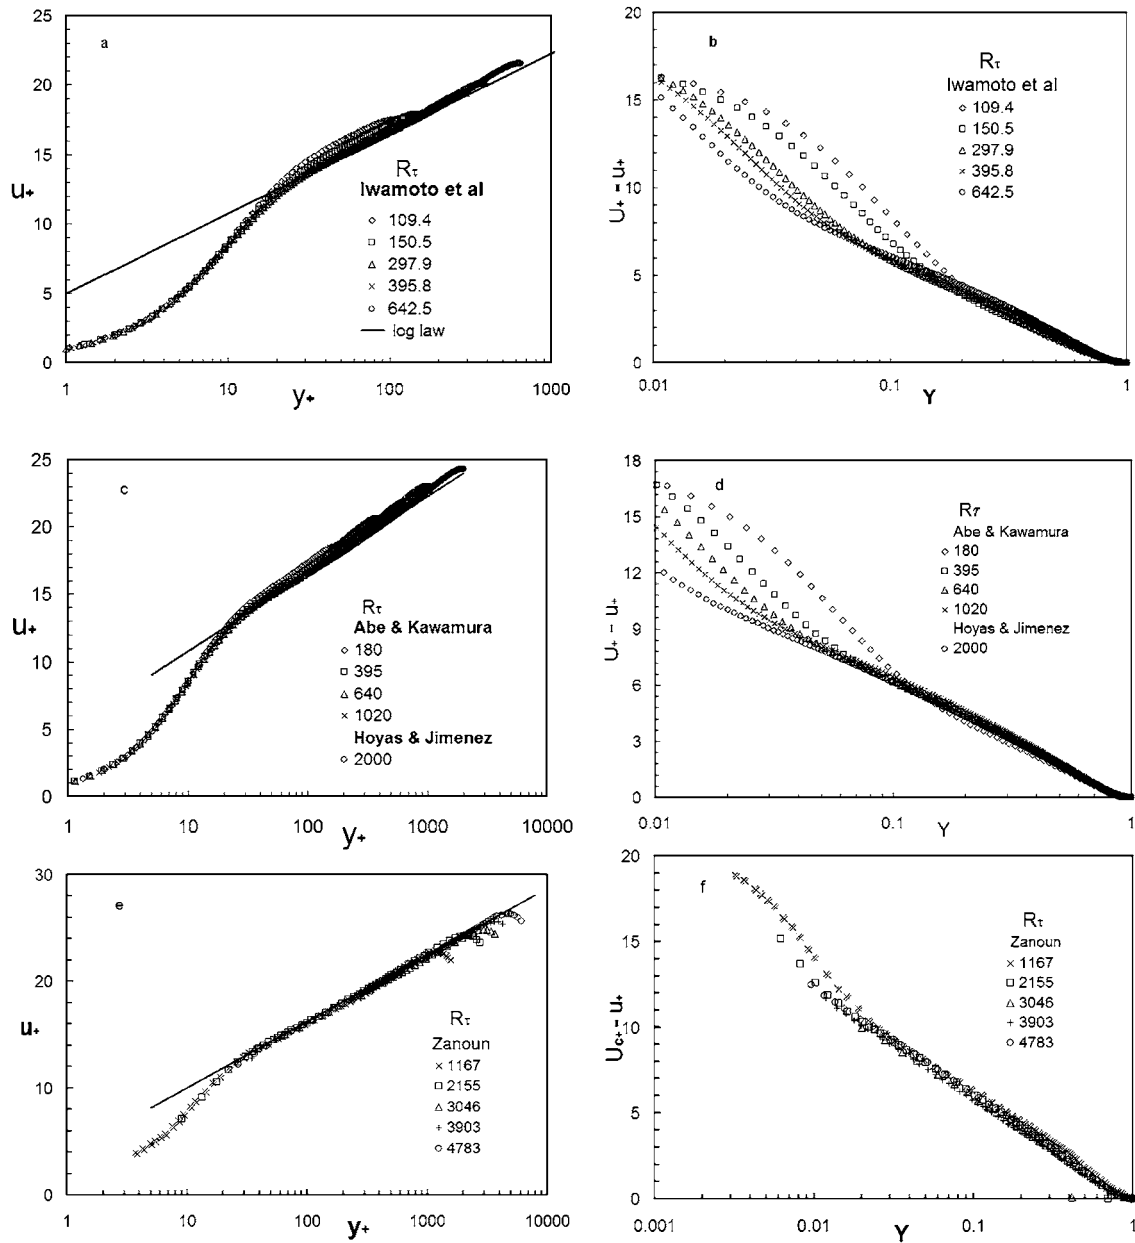 a
25
20
15
10
5
0
1
10
100
1000
u+
y+
Rτ
Iwamoto et al
109.4
150.5
297.9
395.8
642.5
log law
b
20
15
10
5
0
0.01
0.1
1
U+ - u+
Y
Rτ
Iwamoto et al
109.4
150.5
297.9
395.8
642.5
c
25
20
15
10
5
0
1
10
100
1000
10000
u+
y+
Rτ
Abe & Kawamura
180
395
640
1020
Hoyas & Jimenez
2000
d
18
15
12
9
6
3
0
0.01
0.1
1
U+ - u+
Y
Rτ
Abe & Kawamura
180
395
640
1020
Hoyas & Jimenez
2000
e
30
20
10
0
1
10
100
1000
10000
u+
y+
Rτ
Zanoun
1167
2155
3046
3903
4783
f
20
15
10
5
0
0.001
0.01
0.1
1
Uc+- u+
Y
Rτ
Zanoun
1167
2155
3046
3903
4783